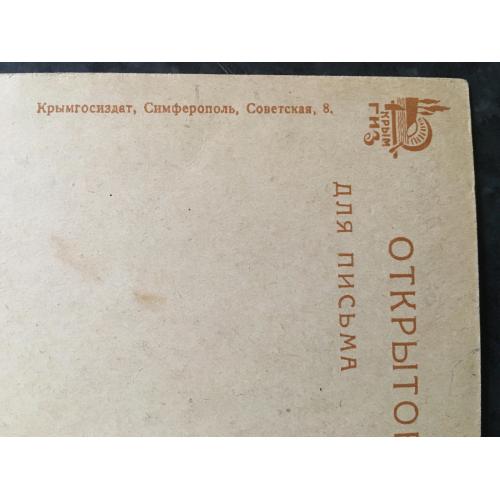 Крымгосиздат, Симферополь, Советская, 8.
КРЫМ
ГИЗ
ОТКРЫТО
ДЛЯ ПИСЬМА